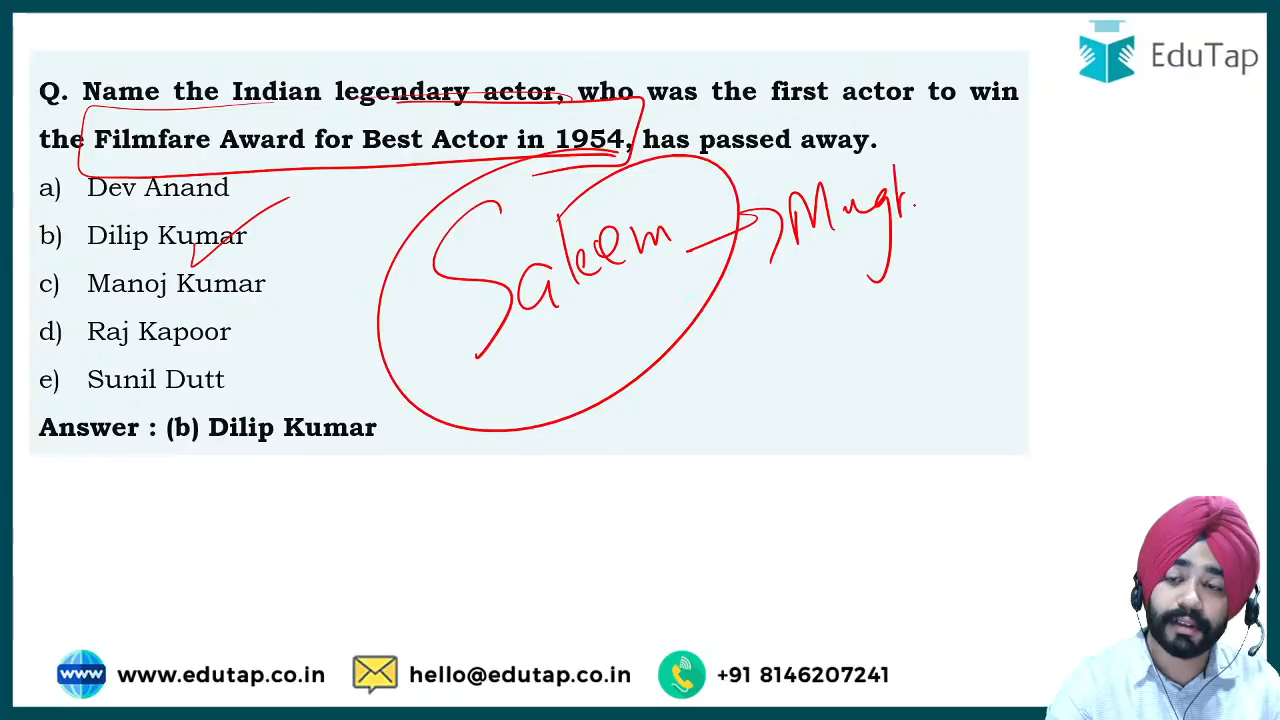 EduTap
Q. Name the Indian legendary actor, who was the first actor to win
the Filmfare Award for Best Actor in 1954, has passed away.
a) Dev Anand
b) Dilip Kumar
c) Manoj Kumar
d) Raj Kapoor
e) Sunil Dutt
Answer : (b) Dilip Kumar
Saleem
www.edutap.co.in
hello@edutap.co.in
+91 8146207241